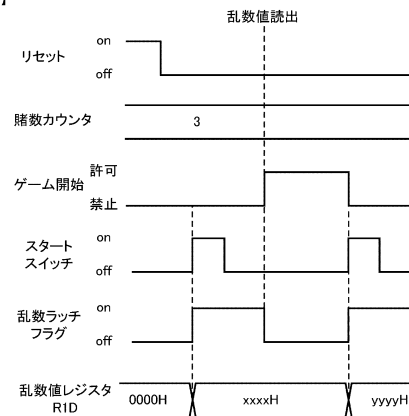 乱数値読出
リセット
on
off
賭数カウンタ
3
ゲーム開始
許可
禁止
スタート
スイッチ
on
off
乱数ラッチ
フラグ
on
off
乱数値レジスタ
R1D
0000H
xxxxH
yyyyH